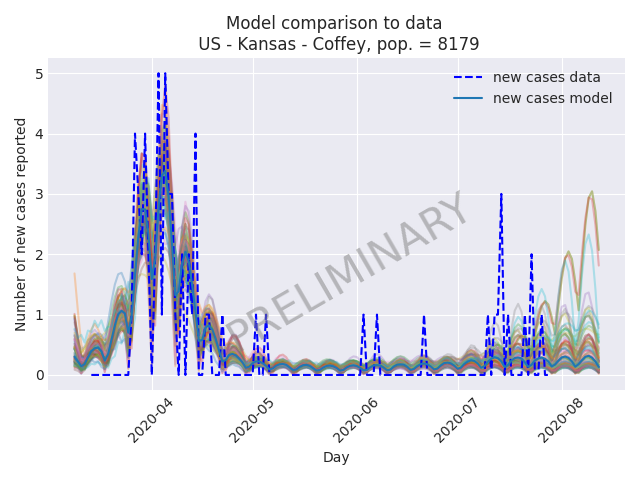 Model comparison to data
US - Kansas - Coffey, pop. = 8179
new cases data
new cases model
Number of new cases reported
5
4
3
2
1
0
PRELIMINARY
2020-04
2020-05
2020-06
2020-07
2020-08
Day